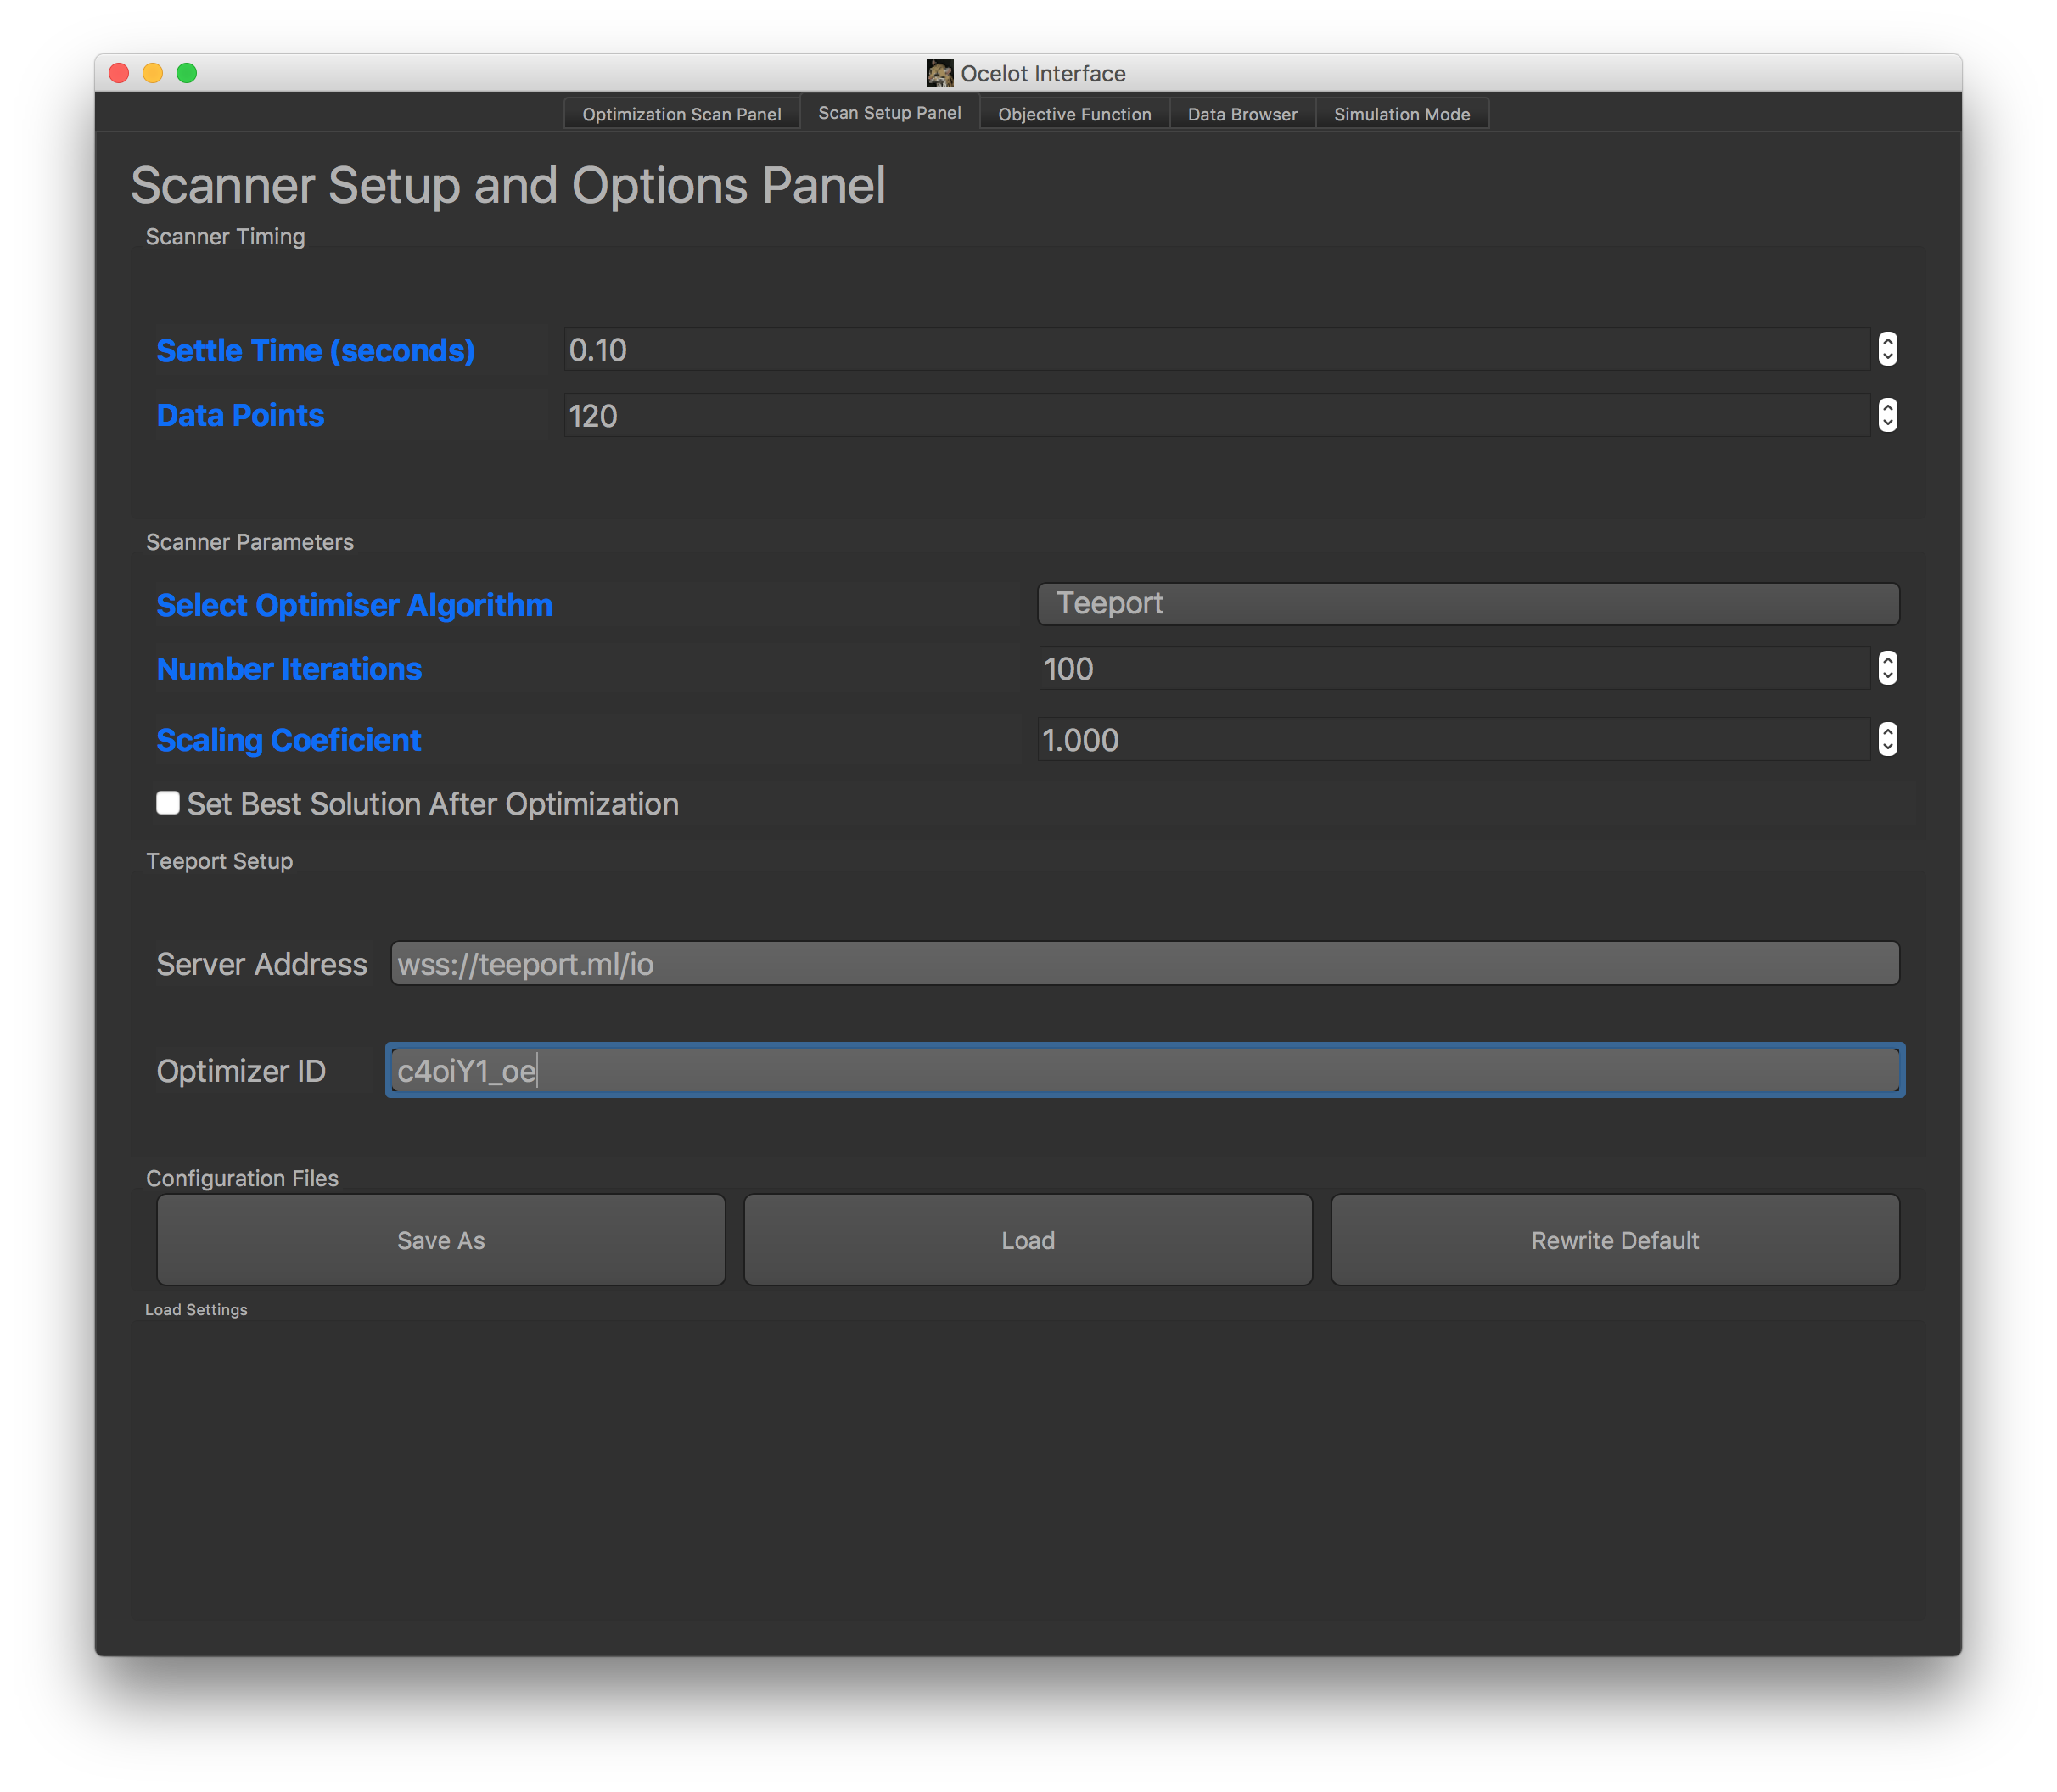 Ocelot Interface
Optimization Scan Panel Scan Setup Panel Objective Function Data Browser Simulation Mode
Scanner Setup and Options Panel
Scanner Timing
Settle Time (seconds) 0.10
Data Points 120
Scanner Parameters
Select Optimiser Algorithm Teeport
Number Iterations 100
Scaling Coeficient 1.000
Set Best Solution After Optimization
Teeport Setup
Server Address wss://teeport.ml/io
Optimizer ID c4oiY1_oe
Configuration Files
Save As Load Rewrite Default
Load Settings